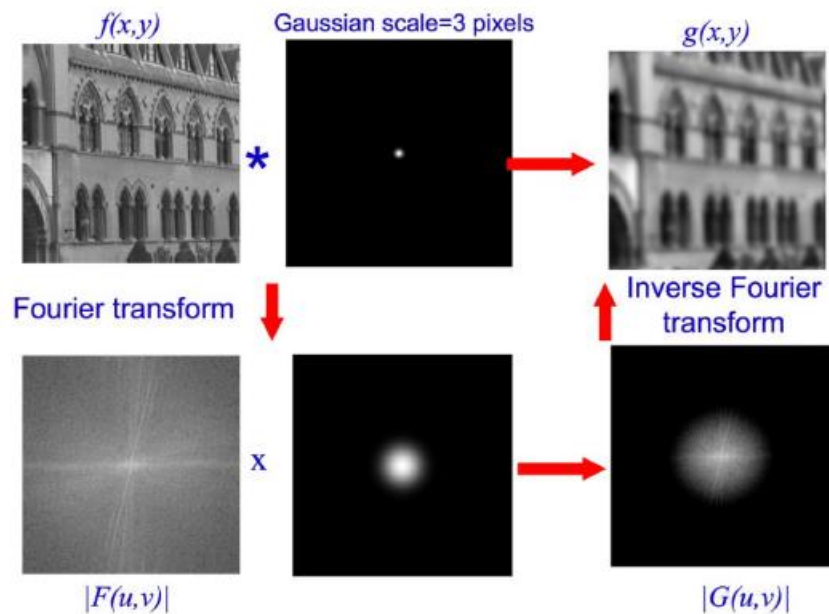 f(x,y)
Gaussian scale=3 pixels
g(x,y)
*
Fourier transform
Inverse Fourier
transform
x
|F(u,v)|
|G(u,v)|